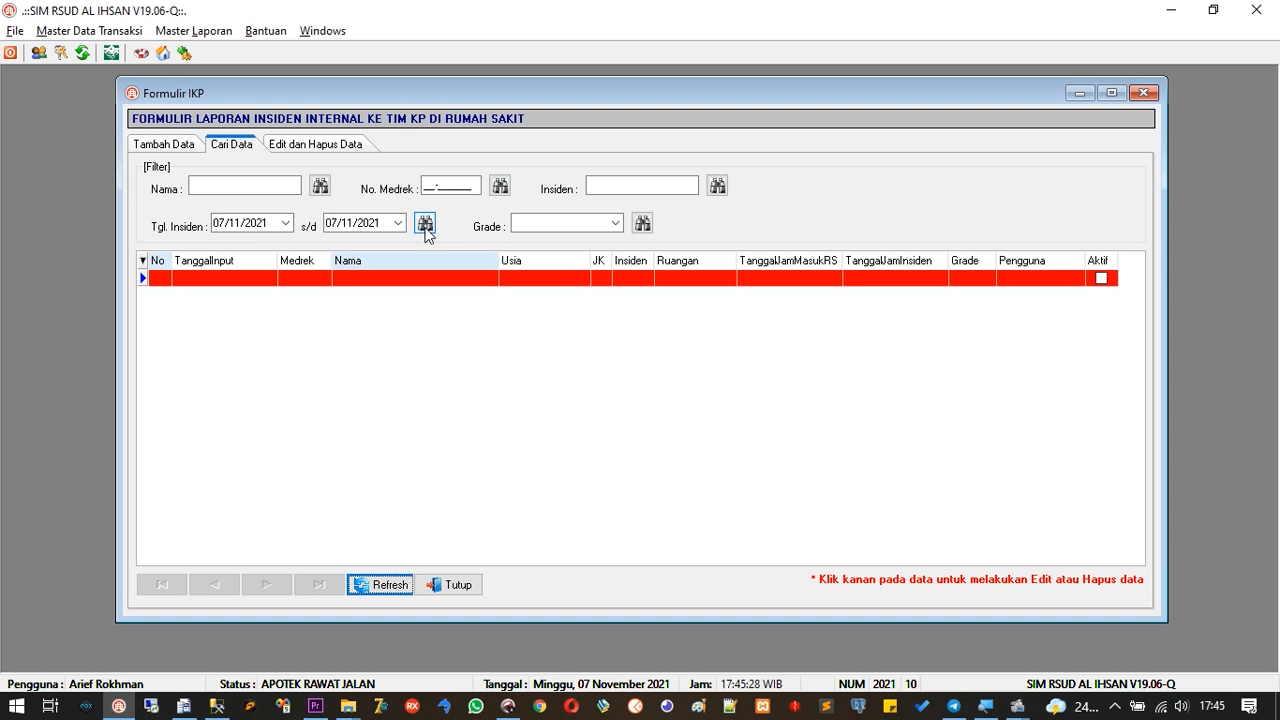 .::SIM RSUD AL IHSAN V19.06-Q::.
File Master Data Transaksi Master Laporan Bantuan Windows
Formulir IKP
FORMULIR LAPORAN INSIDEN INTERNAL KE TIM KP DI RUMAH SAKIT
Tambah Data Cari Data Edit dan Hapus Data
[Filter]
Nama : No. Medrek : __-______ Insiden :
Tgl. Insiden : 07/11/2021 s/d 07/11/2021 Grade :
No TanggalInput Medrek Nama Usia JK Insiden Ruangan TanggalJamMasukRS TanggalJamInsiden Grade Pengguna Aktif
Refresh Tutup
* Klik kanan pada data untuk melakukan Edit atau Hapus data
Pengguna : Arief Rokhman Status : APOTEK RAWAT JALAN Tanggal : Minggu, 07 November 2021 Jam: 17:45:28 WIB NUM 2021 10 SIM RSUD AL IHSAN V19.06-Q
24... 17:45